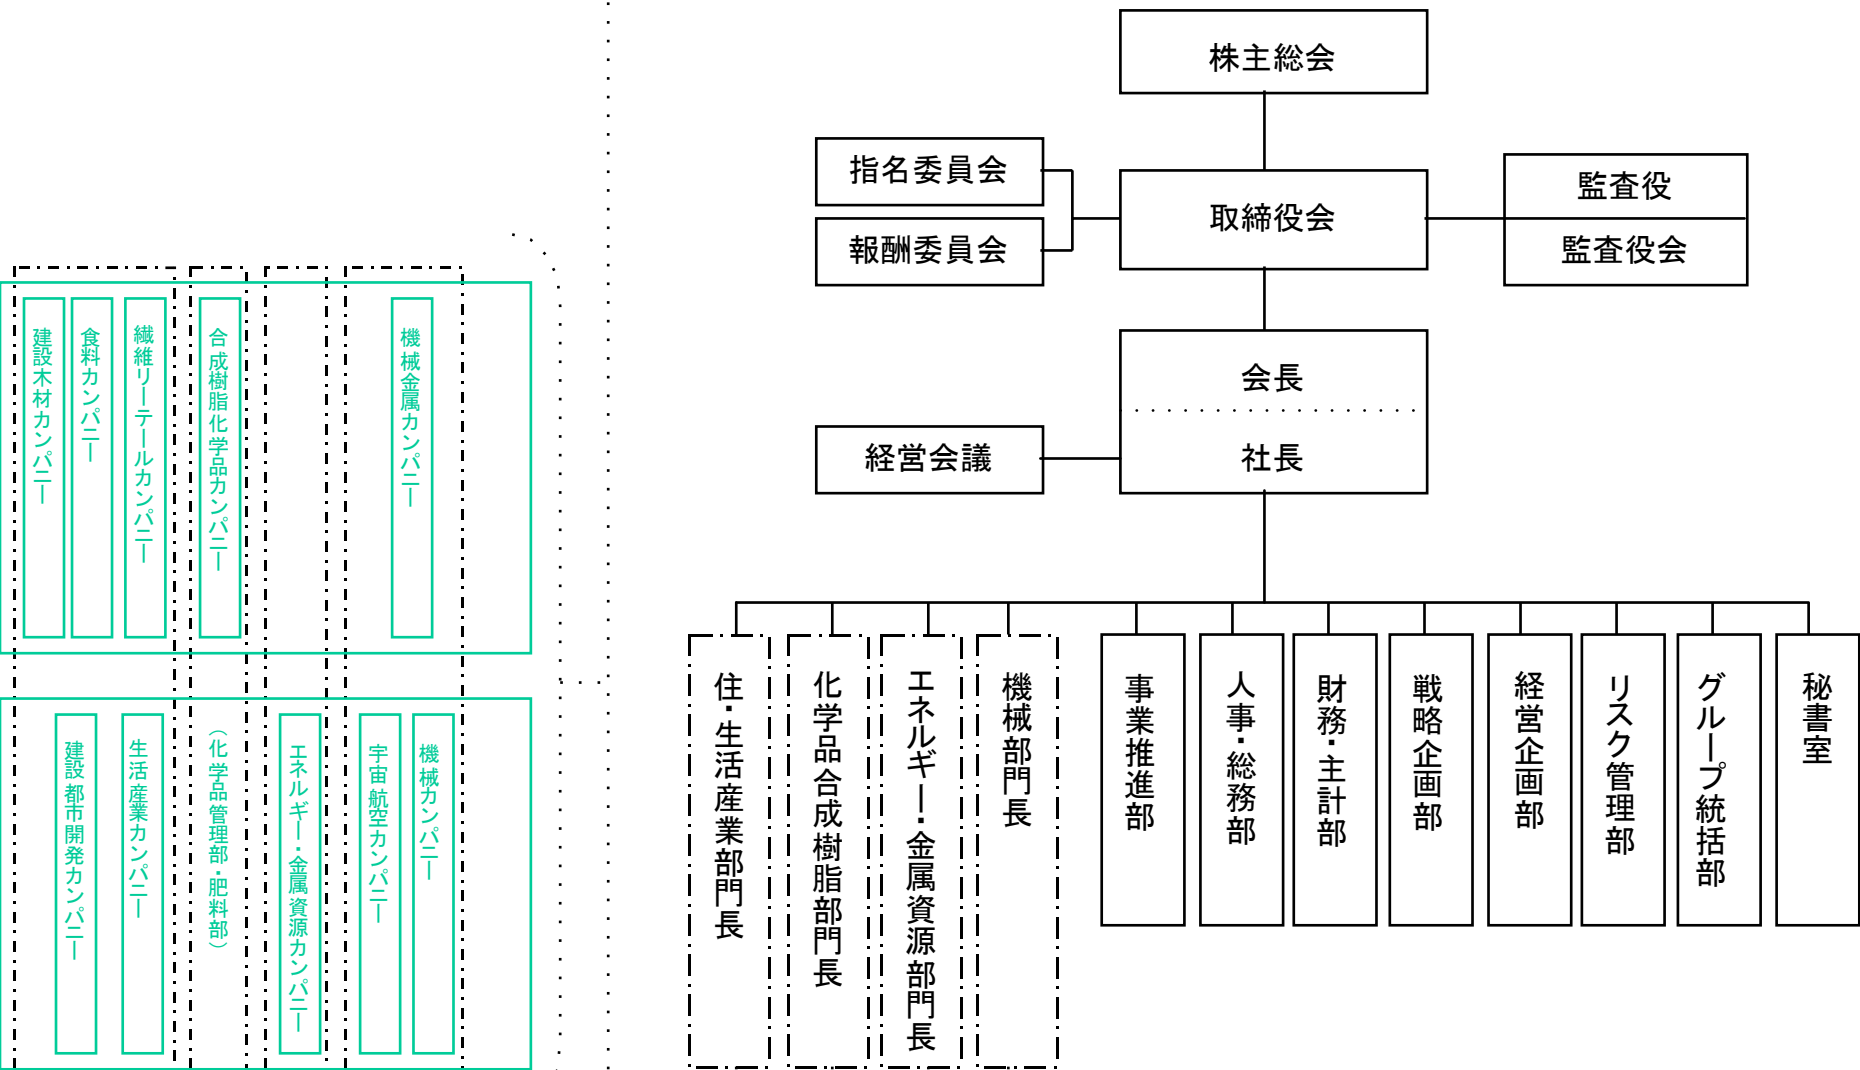 株主総会
指名委員会
報酬委員会
取締役会
監査役
監査役会
会長
社長
経営会議
住・生活産業部門長
化学品合成樹脂部門長
エネルギー・金属資源部門長
機械部門長
事業推進部
人事・総務部
財務・主計部
戦略企画部
経営企画部
リスク管理部
グループ統括部
秘書室
建設木材カンパニー
食料カンパニー
繊維リーテールカンパニー
合成樹脂化学品カンパニー
機械金属カンパニー
建設都市開発カンパニー
生活産業カンパニー
（化学品管理部・肥料部）
エネルギー・金属資源カンパニー
宇宙航空カンパニー
機械カンパニー